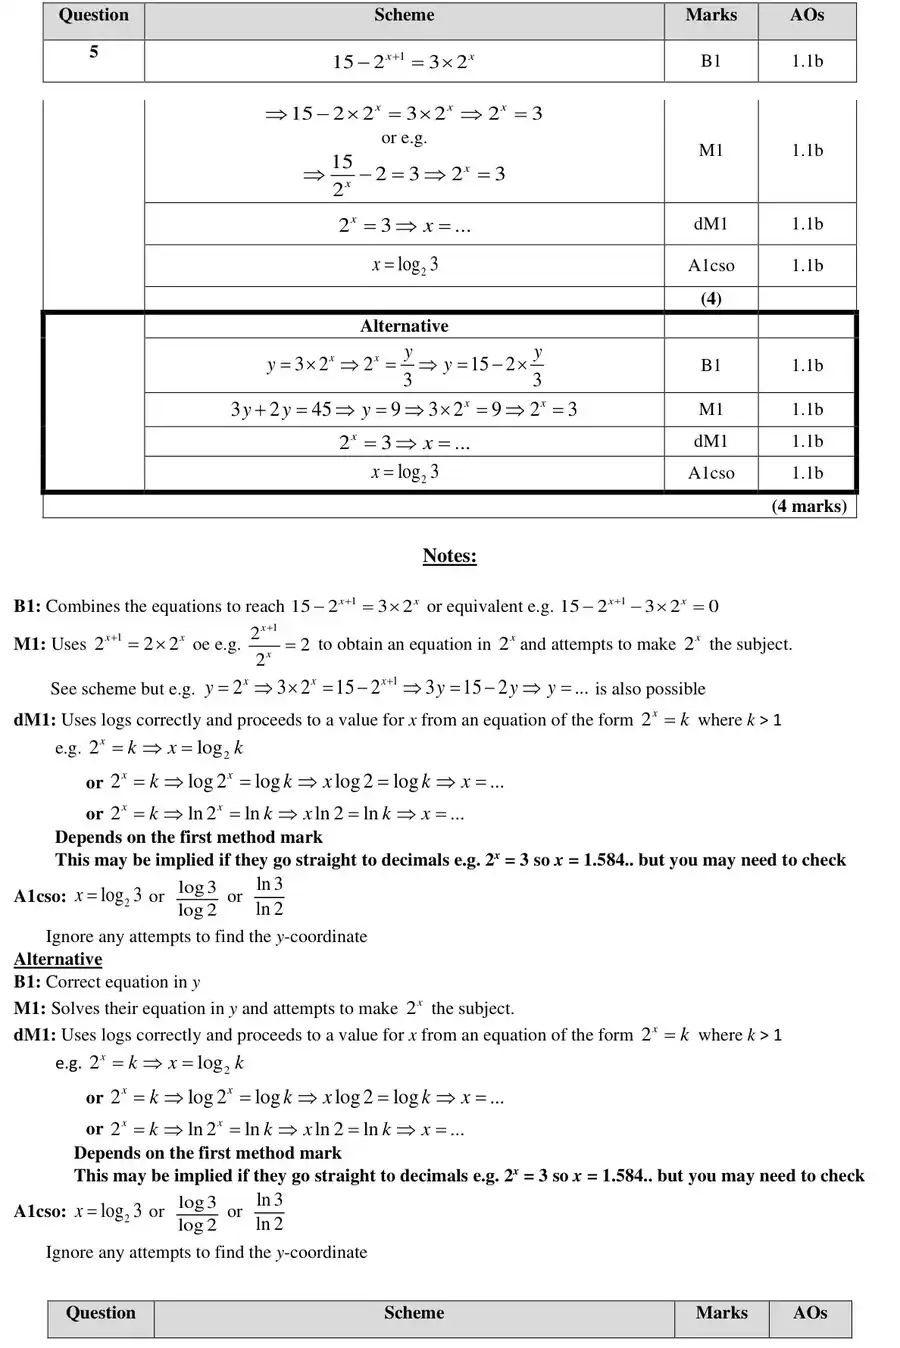 Question Scheme Marks AOs
5 15 − 2^{x+1} = 3 × 2^x B1 1.1b
⇒ 15 − 2 × 2^x = 3 × 2^x ⇒ 2^x = 3
or e.g.
⇒ 15/2^x − 2 = 3 ⇒ 2^x = 3 M1 1.1b
2^x = 3 ⇒ x = ... dM1 1.1b
x = log₂ 3 A1cso 1.1b
(4)
Alternative
y = 3 × 2^x ⇒ 2^x = y/3 ⇒ y = 15 − 2 × y/3 B1 1.1b
3y + 2y = 45 ⇒ y = 9 ⇒ 3 × 2^x = 9 ⇒ 2^x = 3 M1 1.1b
2^x = 3 ⇒ x = ... dM1 1.1b
x = log₂ 3 A1cso 1.1b
(4 marks)
Notes:
B1: Combines the equations to reach 15 − 2^{x+1} = 3 × 2^x or equivalent e.g. 15 − 2^{x+1} − 3 × 2^x = 0
M1: Uses 2^{x+1} = 2 × 2^x oe e.g. 2^{x+1}/2^x = 2 to obtain an equation in 2^x and attempts to make 2^x the subject.
See scheme but e.g. y = 2^x ⇒ 3 × 2^x = 15 − 2^{x+1} ⇒ 3y = 15 − 2y ⇒ y = ... is also possible
dM1: Uses logs correctly and proceeds to a value for x from an equation of the form 2^x = k where k > 1
e.g. 2^x = k ⇒ x = log₂ k
or 2^x = k ⇒ log 2^x = log k ⇒ x log 2 = log k ⇒ x = ...
or 2^x = k ⇒ ln 2^x = ln k ⇒ x ln 2 = ln k ⇒ x = ...
Depends on the first method mark
This may be implied if they go straight to decimals e.g. 2^x = 3 so x = 1.584.. but you may need to check
A1cso: x = log₂ 3 or log 3/log 2 or ln 3/ln 2
Ignore any attempts to find the y-coordinate
Alternative
B1: Correct equation in y
M1: Solves their equation in y and attempts to make 2^x the subject.
dM1: Uses logs correctly and proceeds to a value for x from an equation of the form 2^x = k where k > 1
e.g. 2^x = k ⇒ x = log₂ k
or 2^x = k ⇒ log 2^x = log k ⇒ x log 2 = log k ⇒ x = ...
or 2^x = k ⇒ ln 2^x = ln k ⇒ x ln 2 = ln k ⇒ x = ...
Depends on the first method mark
This may be implied if they go straight to decimals e.g. 2^x = 3 so x = 1.584.. but you may need to check
A1cso: x = log₂ 3 or log 3/log 2 or ln 3/ln 2
Ignore any attempts to find the y-coordinate
Question Scheme Marks AOs